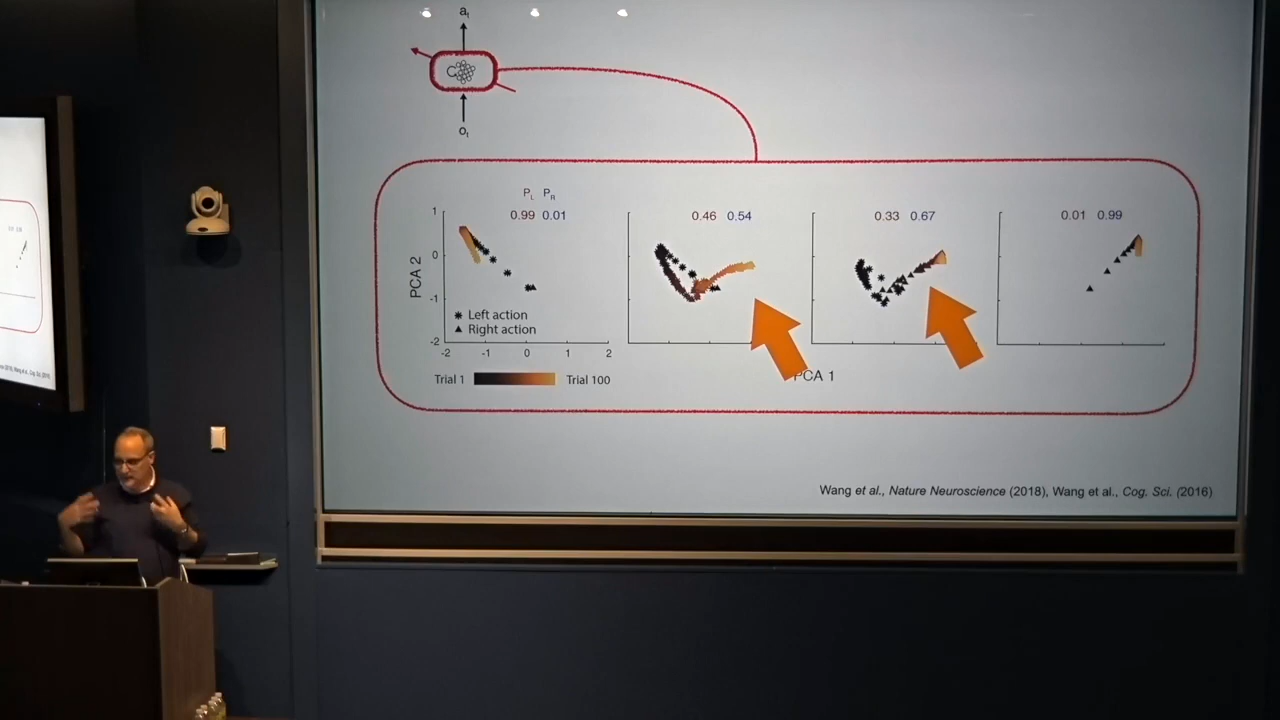 aₜ
C
oₜ
P_L P_R
0.99 0.01
0.46 0.54
0.33 0.67
0.01 0.99
PCA 2
1
0
-1
-2
✱ Left action
▲ Right action
-2 -1 0 1 2
Trial 1 Trial 100
PCA 1
Wang et al., Nature Neuroscience (2018), Wang et al., Cog. Sci. (2016)